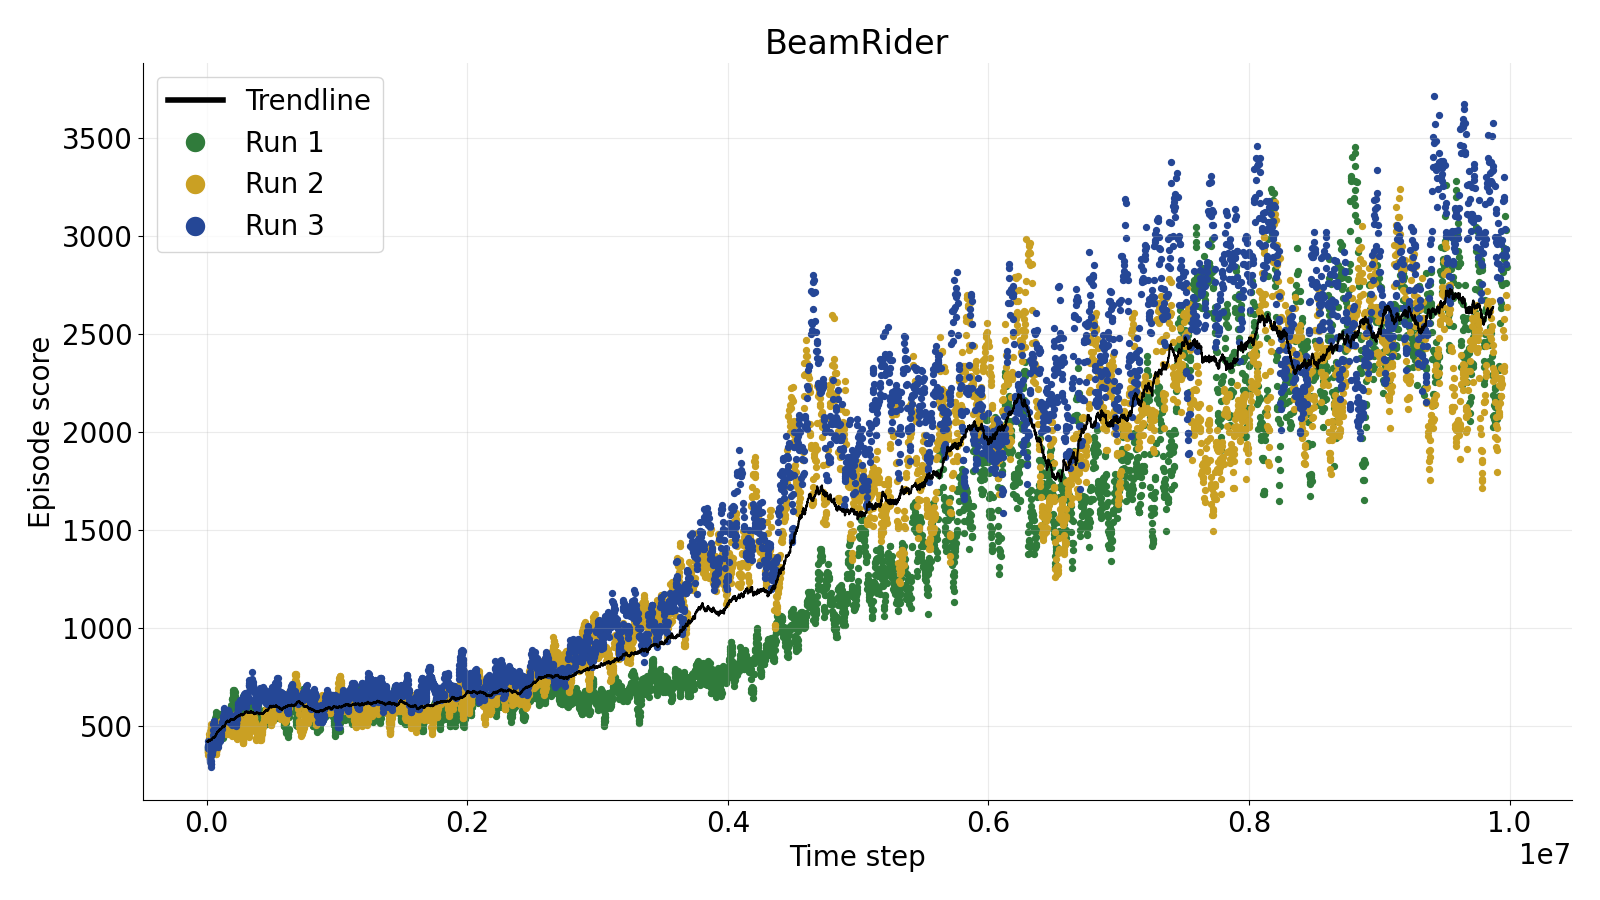 BeamRider
Trendline
Run 1
Run 2
Run 3
3500
3000
2500
2000
1500
1000
500
Episode score
0.0 0.2 0.4 0.6 0.8 1.0
Time step
1e7